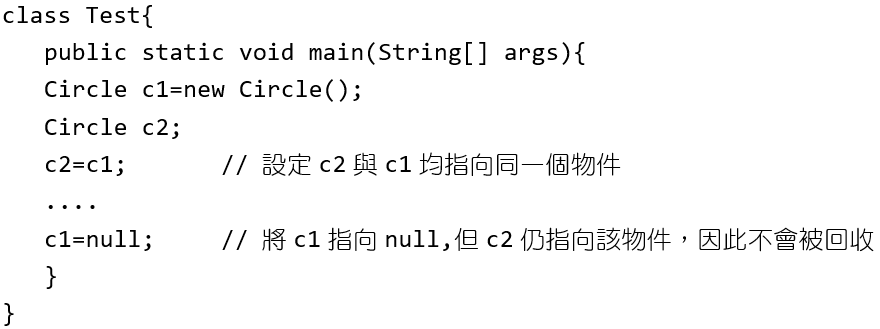 class Test{
   public static void main(String[] args){
   Circle c1=new Circle();
   Circle c2;
   c2=c1;       // 設定 c2 與 c1 均指向同一個物件
   ....
   c1=null;     // 將 c1 指向 null,但 c2 仍指向該物件，因此不會被回收
   }
}